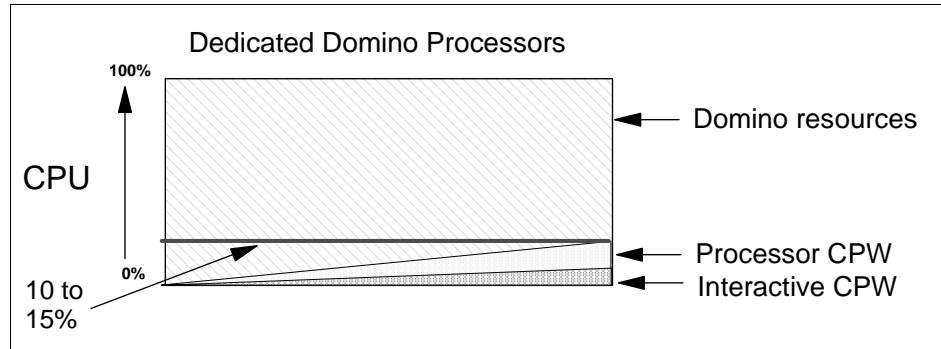 Dedicated Domino Processors
100%
Domino resources
CPU
Processor CPW
0%
Interactive CPW
10 to
15%